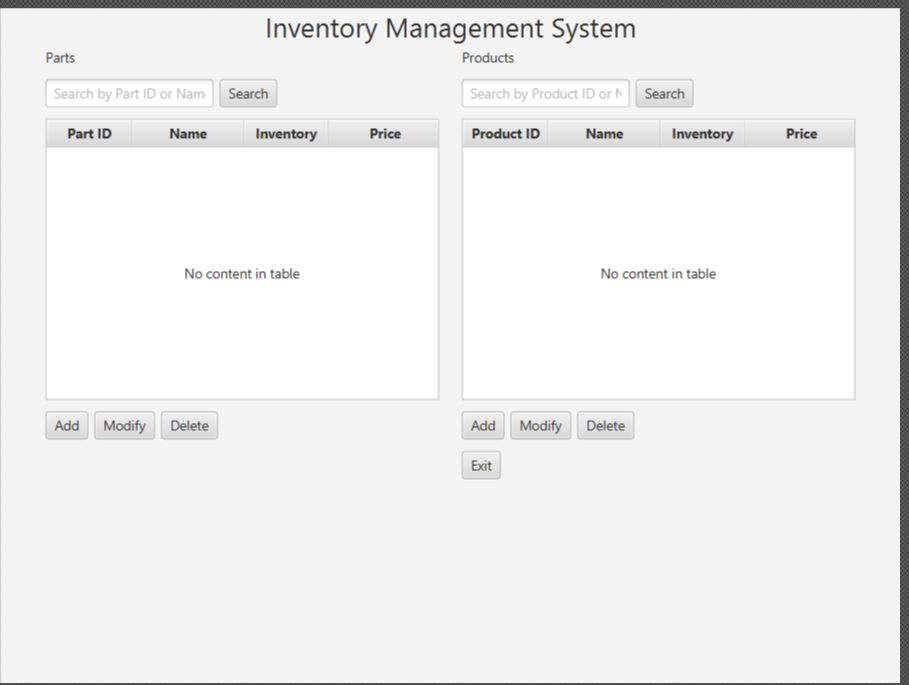 Inventory Management System
Parts
Search by Part ID or Nam
Search
Part ID Name Inventory Price
No content in table
Add Modify Delete
Products
Search by Product ID or N
Search
Product ID Name Inventory Price
No content in table
Add Modify Delete
Exit